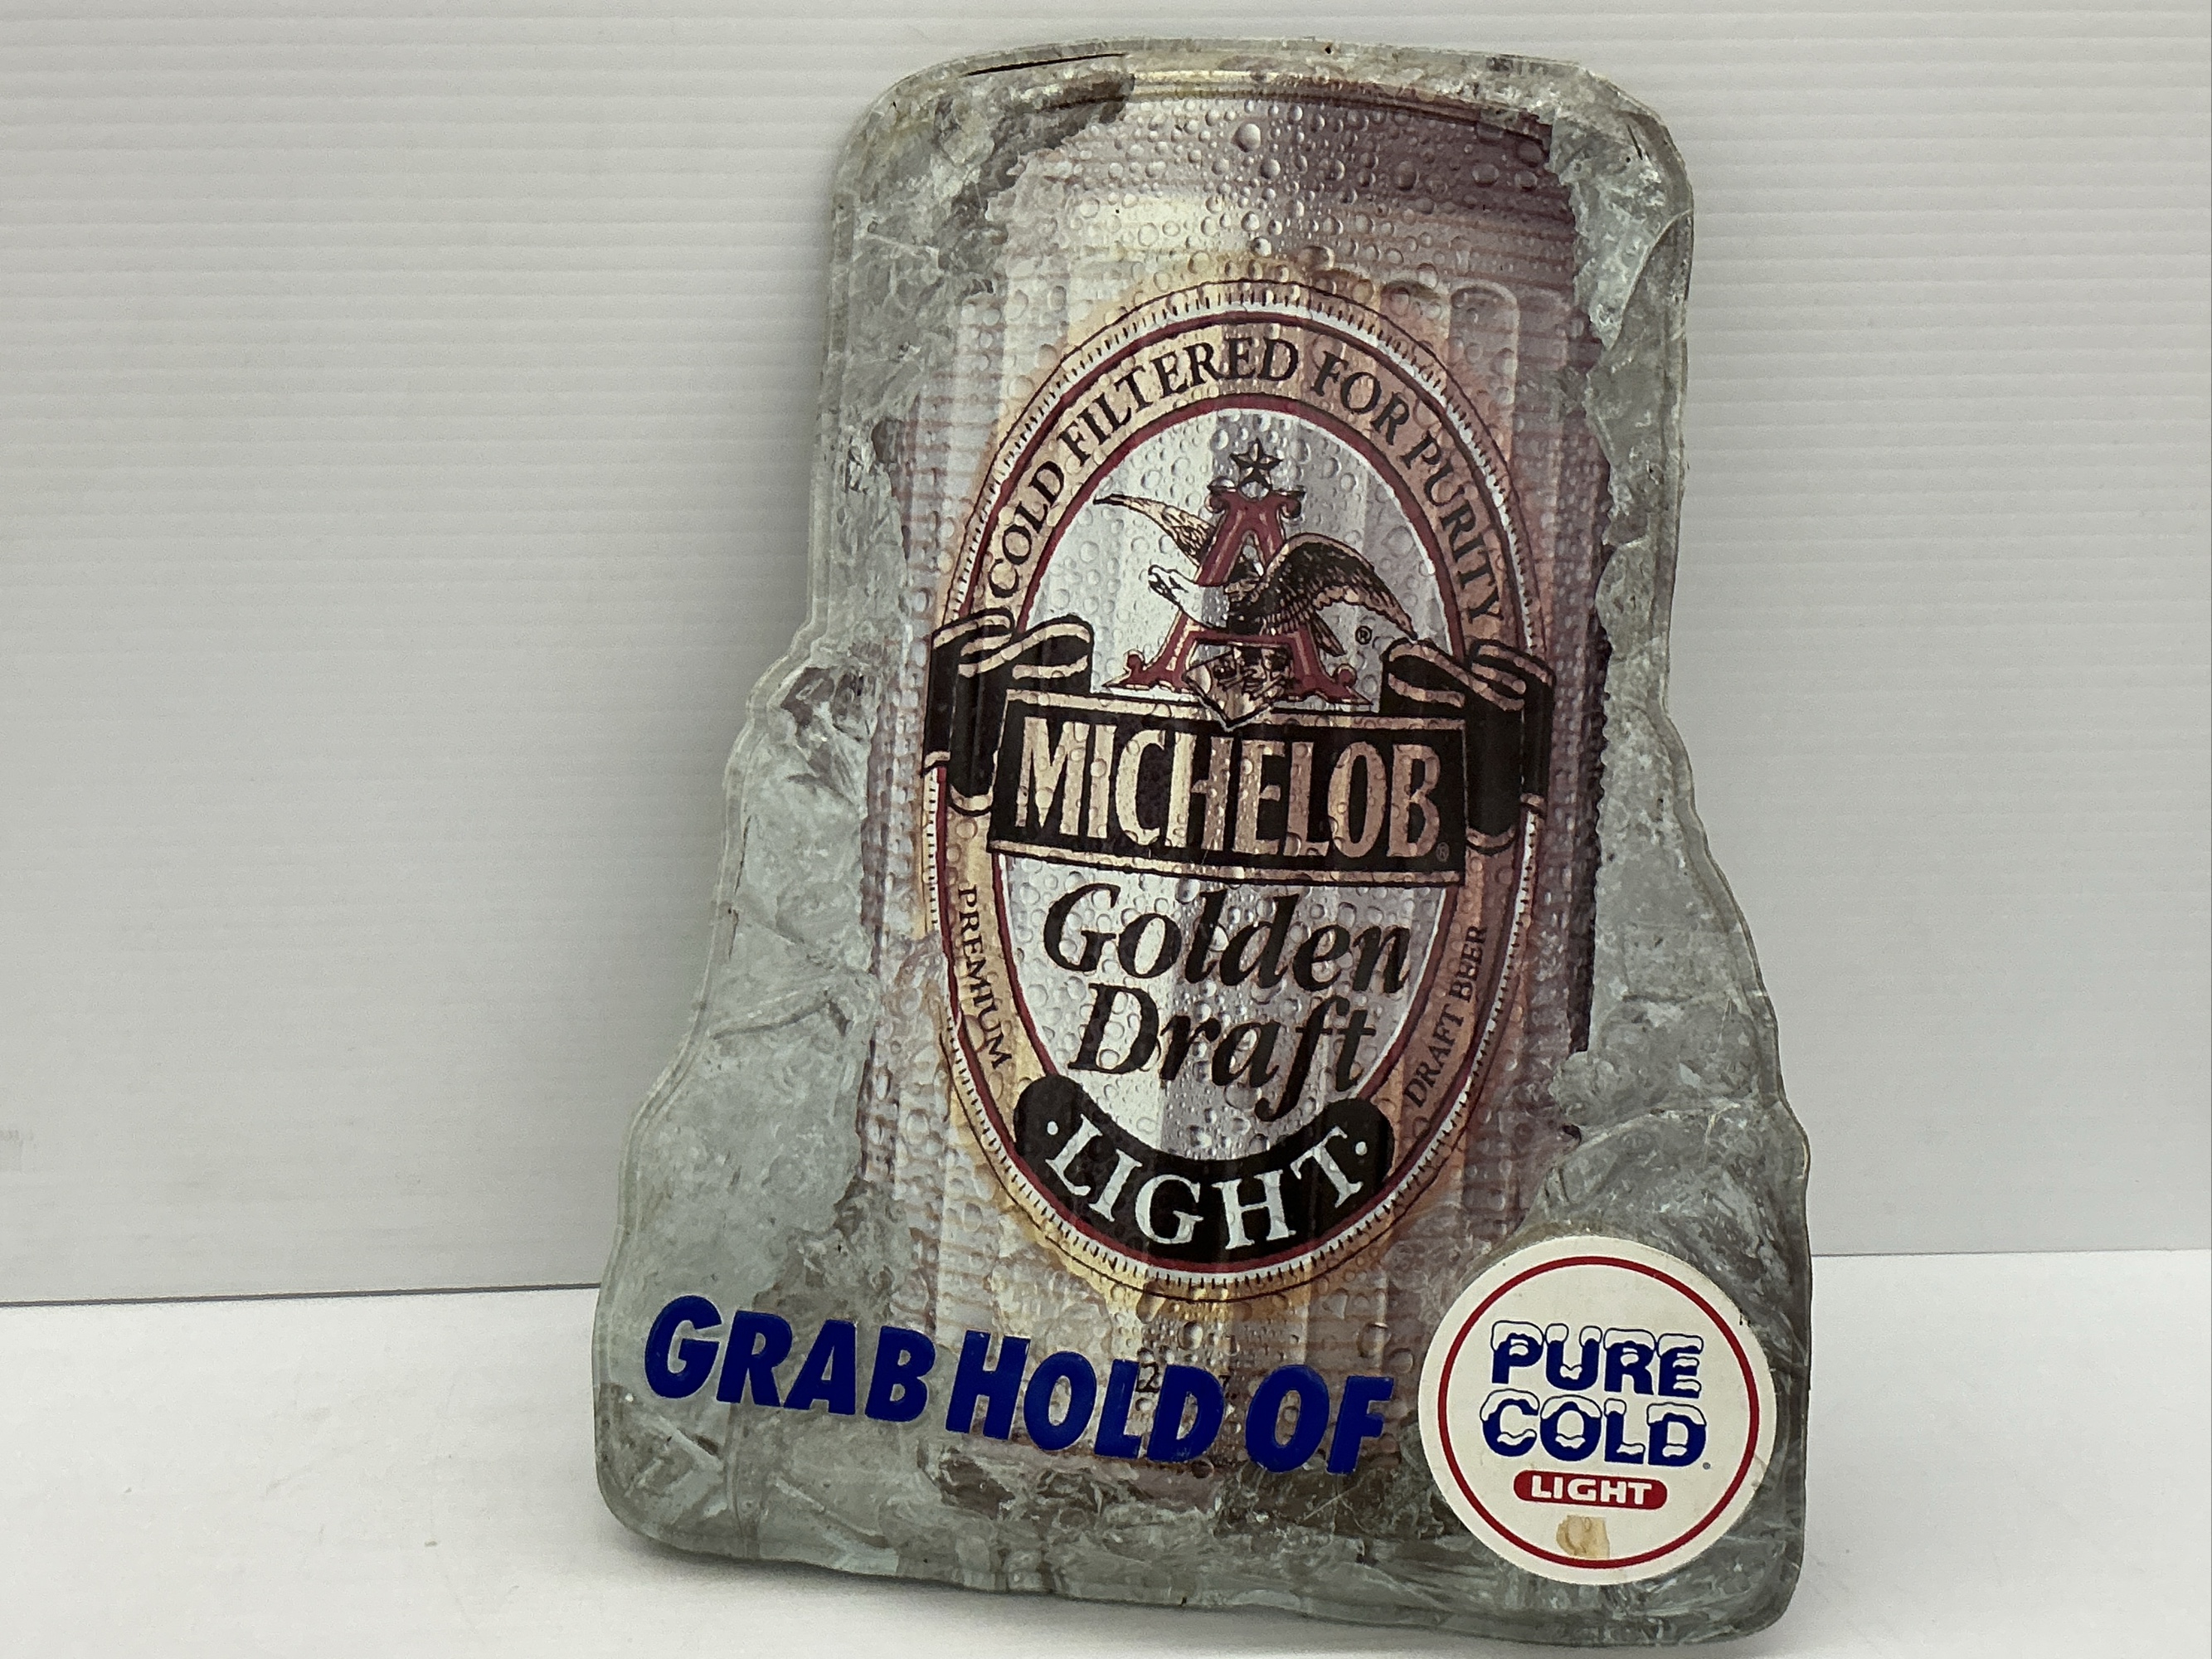 COLD FILTERED FOR PURITY
A
®
MICHELOB®
Golden
Draft
PREMIUM
DRAFT BEER
·LIGHT·
GRAB HOLD OF
PURE
COLD
LIGHT